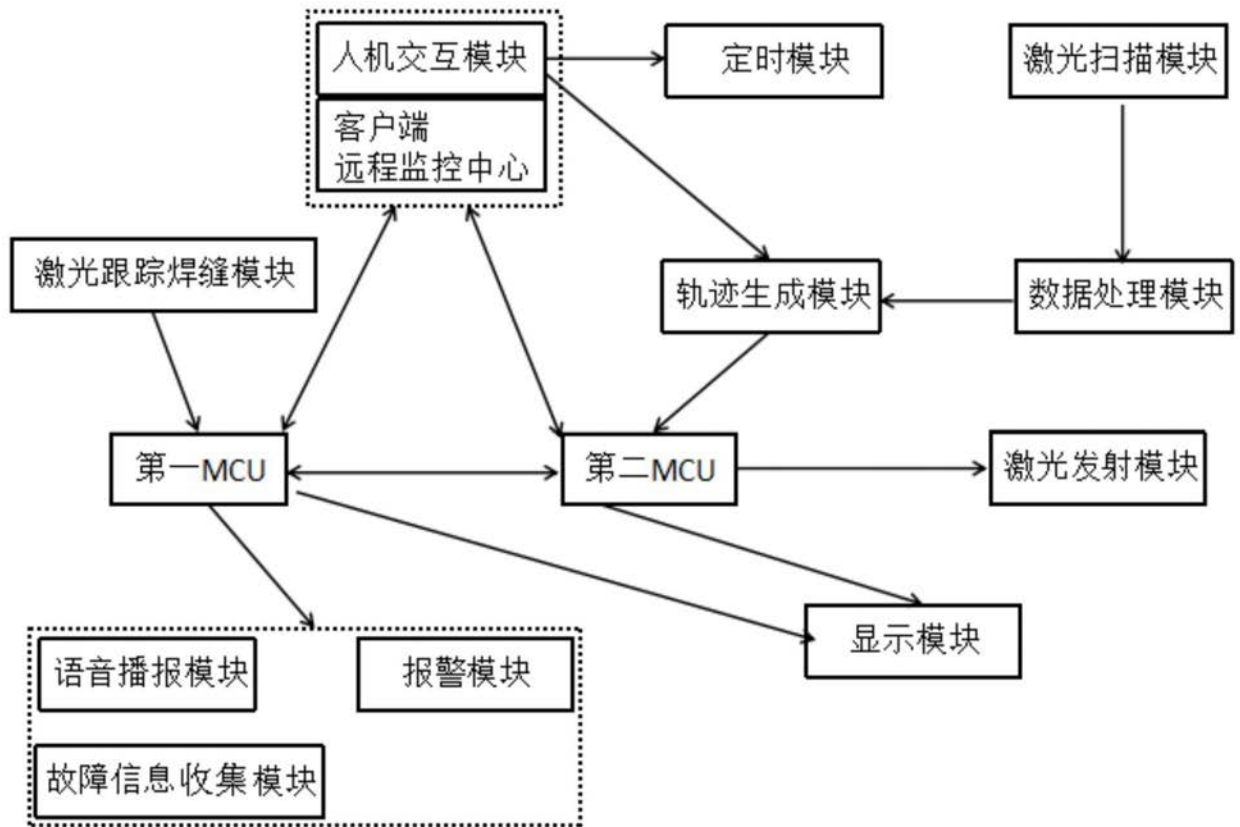 人机交互模块
定时模块
激光扫描模块
客户端
远程监控中心
激光跟踪焊缝模块
轨迹生成模块
数据处理模块
第一MCU
第二MCU
激光发射模块
显示模块
语音播报模块
报警模块
故障信息收集模块